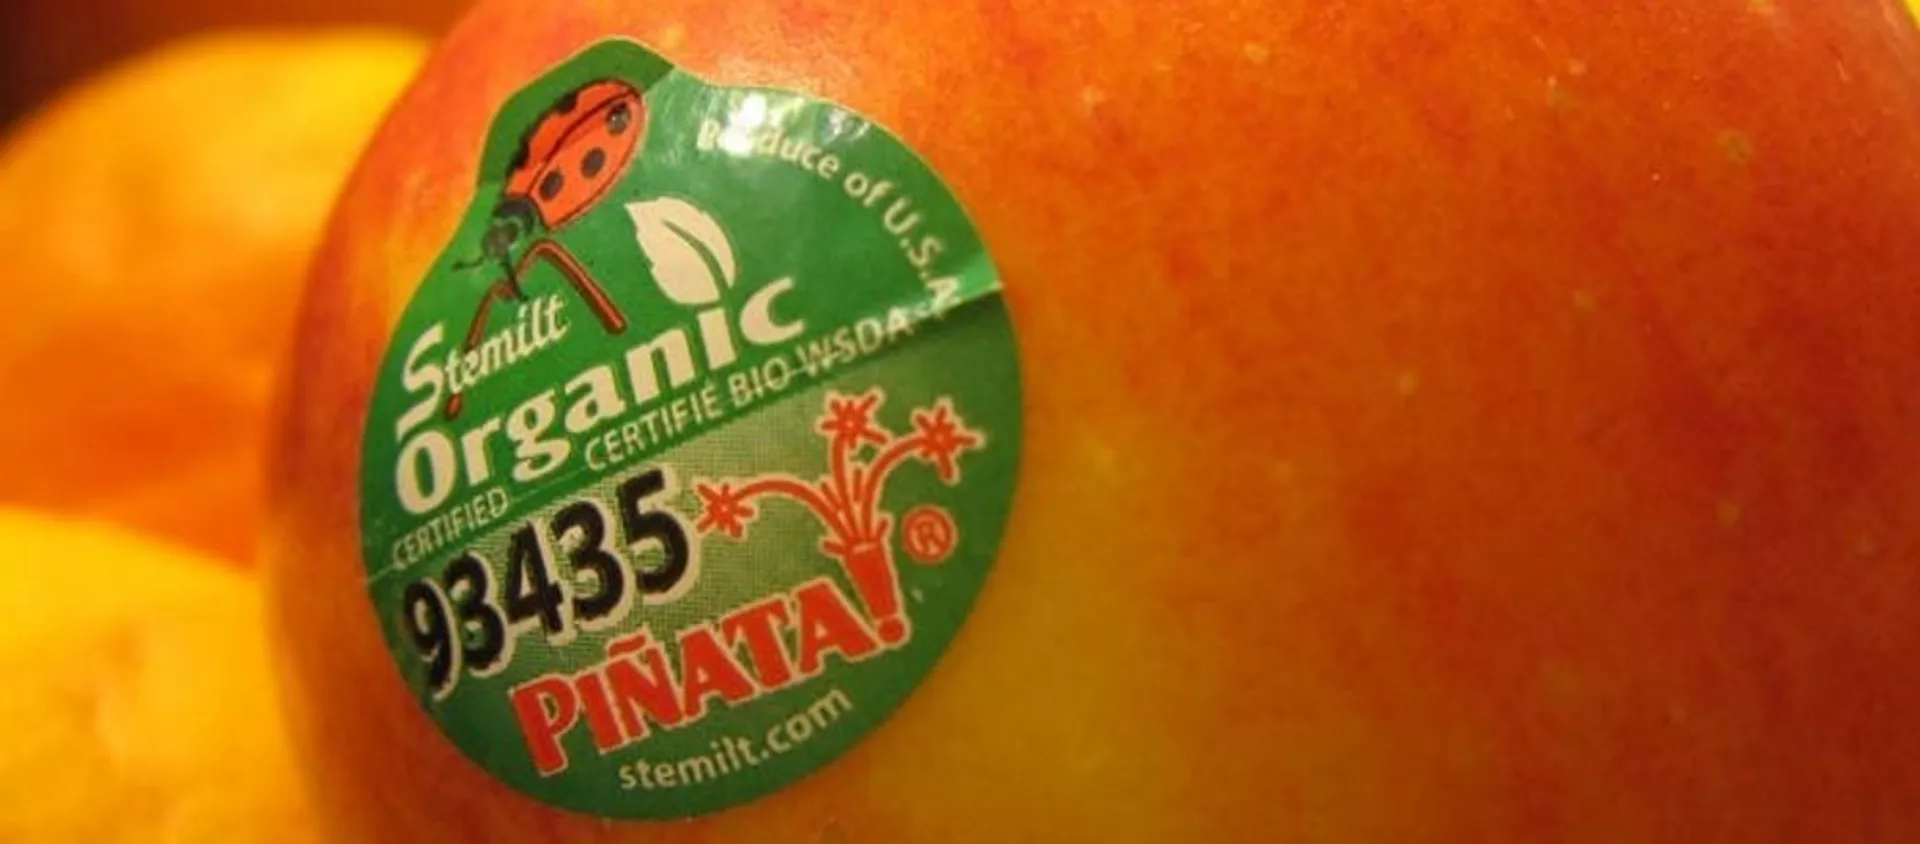 Produce of U.S.A
Stemilt
Organic
CERTIFIED CERTIFIÉ BIO WSDA
93435
PIÑATA!®
stemilt.com